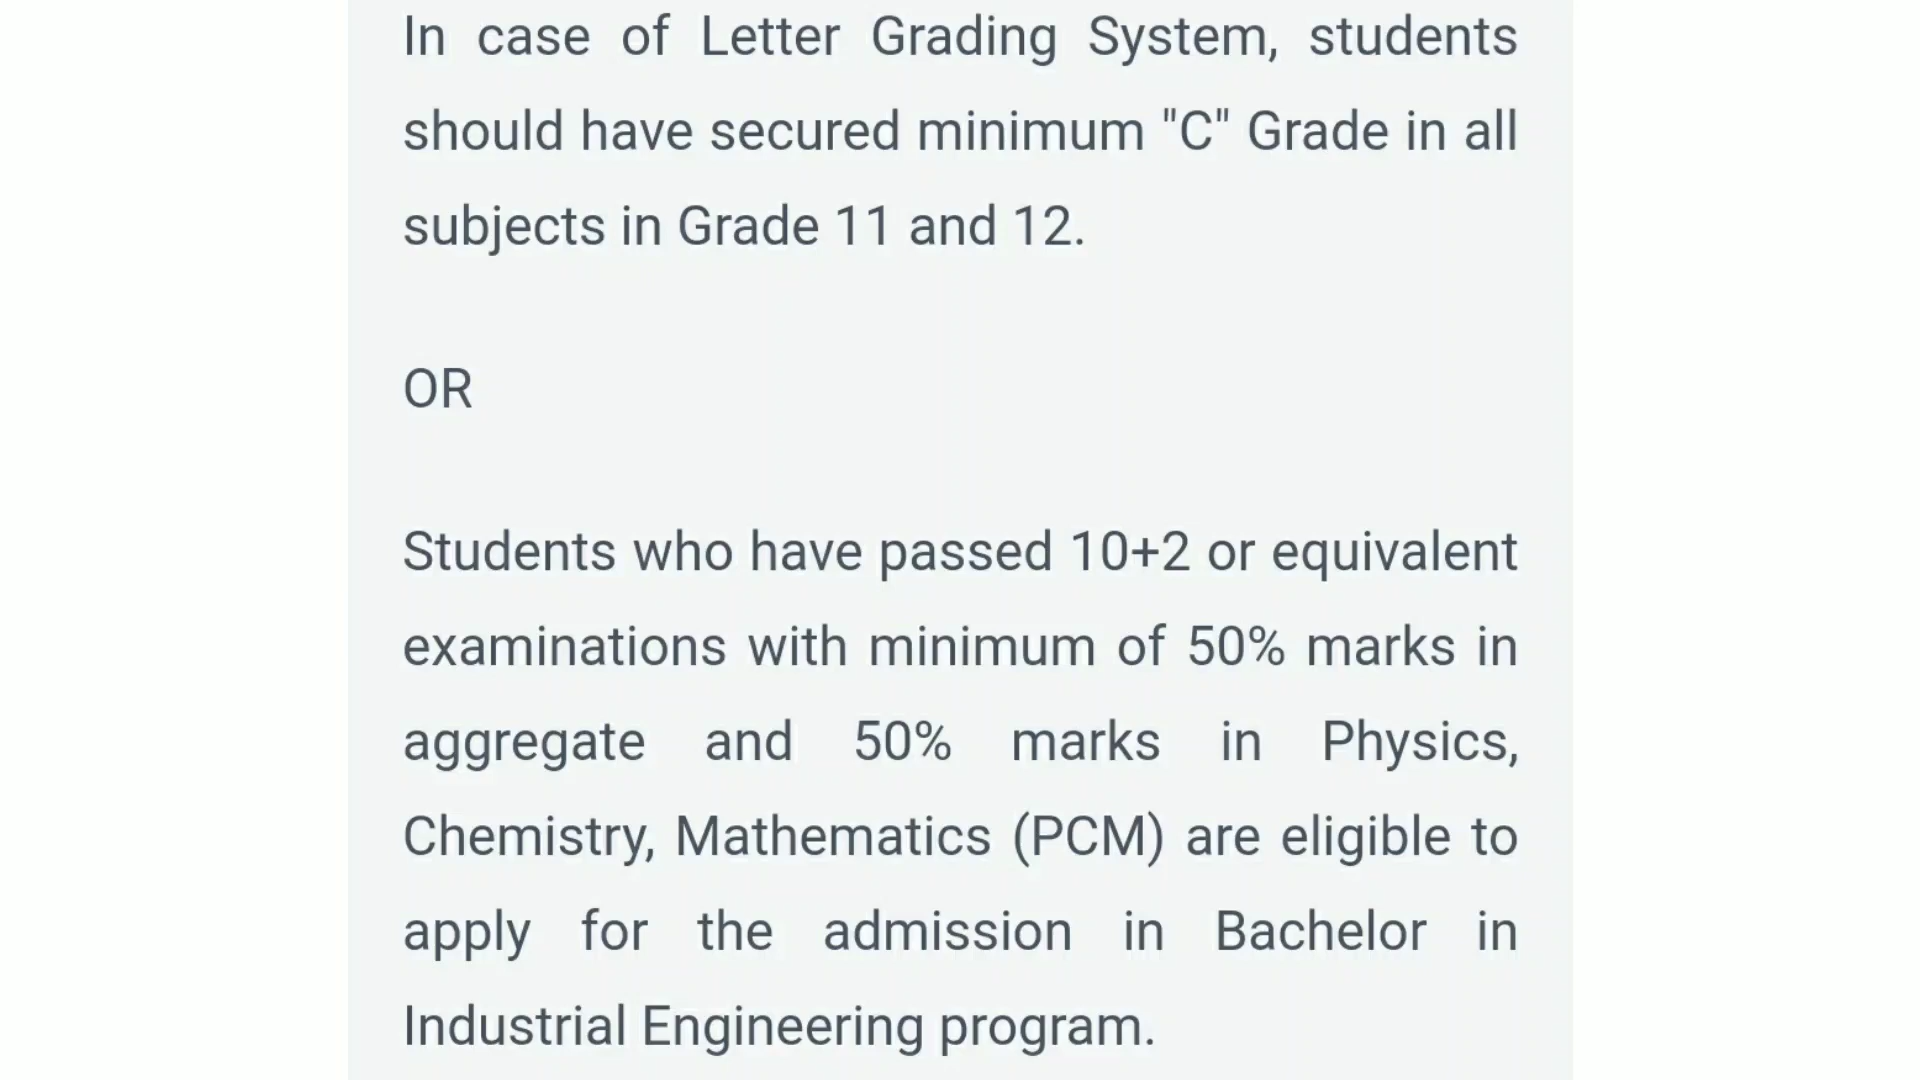 In case of Letter Grading System, students
should have secured minimum "C" Grade in all
subjects in Grade 11 and 12.
OR
Students who have passed 10+2 or equivalent
examinations with minimum of 50% marks in
aggregate and 50% marks in Physics,
Chemistry, Mathematics (PCM) are eligible to
apply for the admission in Bachelor in
Industrial Engineering program.